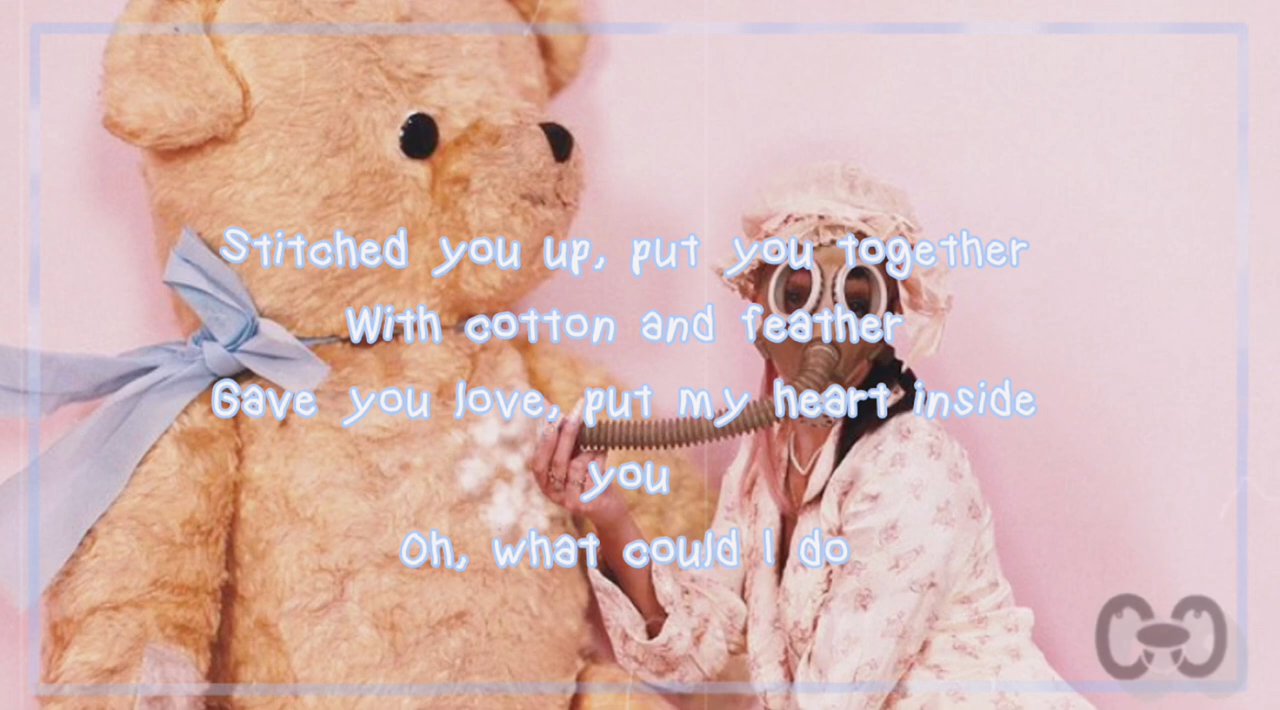 Stitched you up, put you together
With cotton and feather
Gave you love, put my heart inside
you
Oh, what could I do